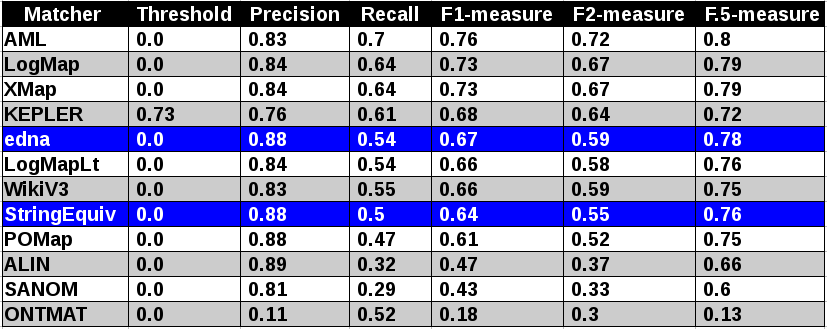 Matcher Threshold Precision Recall F1-measure F2-measure F.5-measure
AML 0.0 0.83 0.7 0.76 0.72 0.8
LogMap 0.0 0.84 0.64 0.73 0.67 0.79
XMap 0.0 0.84 0.64 0.73 0.67 0.79
KEPLER 0.73 0.76 0.61 0.68 0.64 0.72
edna 0.0 0.88 0.54 0.67 0.59 0.78
LogMapLt 0.0 0.84 0.54 0.66 0.58 0.76
WikiV3 0.0 0.83 0.55 0.66 0.59 0.75
StringEquiv 0.0 0.88 0.5 0.64 0.55 0.76
POMap 0.0 0.88 0.47 0.61 0.52 0.75
ALIN 0.0 0.89 0.32 0.47 0.37 0.66
SANOM 0.0 0.81 0.29 0.43 0.33 0.6
ONTMAT 0.0 0.11 0.52 0.18 0.3 0.13